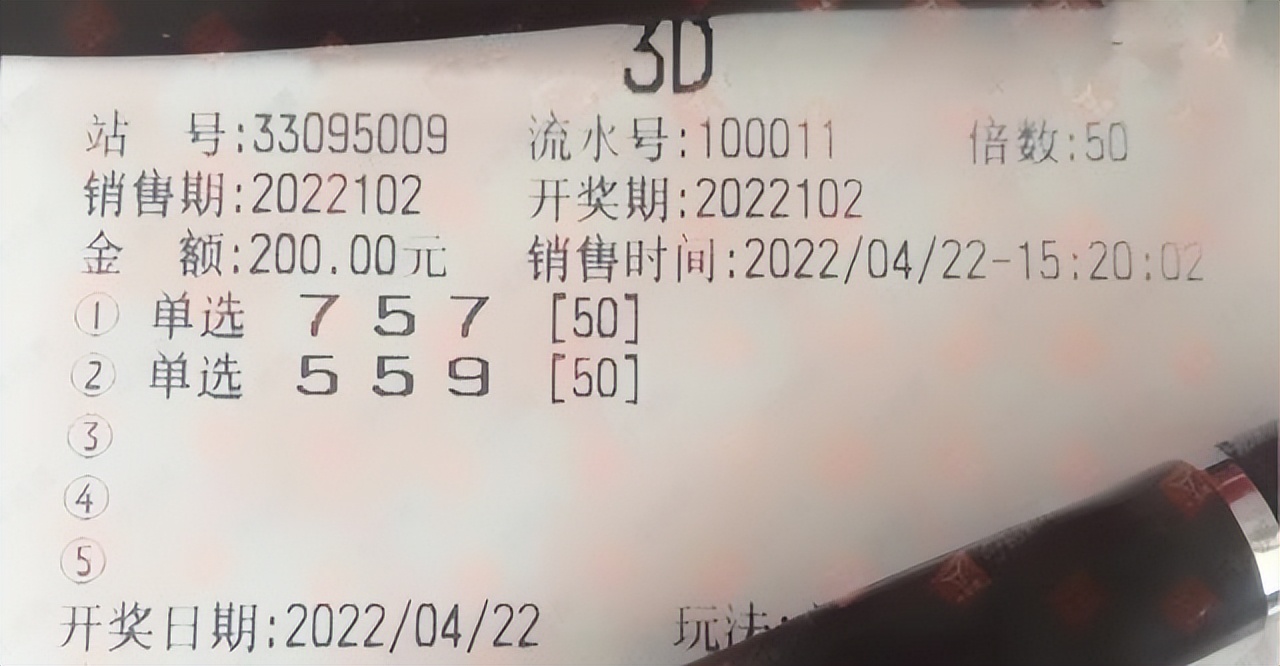 3D
站 号:33095009 流水号:100011 倍数:50
销售期:2022102 开奖期:2022102
金 额:200.00元 销售时间:2022/04/22-15:20:02
① 单选 7 5 7 [50]
② 单选 5 5 9 [50]
③
④
⑤
开奖日期:2022/04/22 玩法: